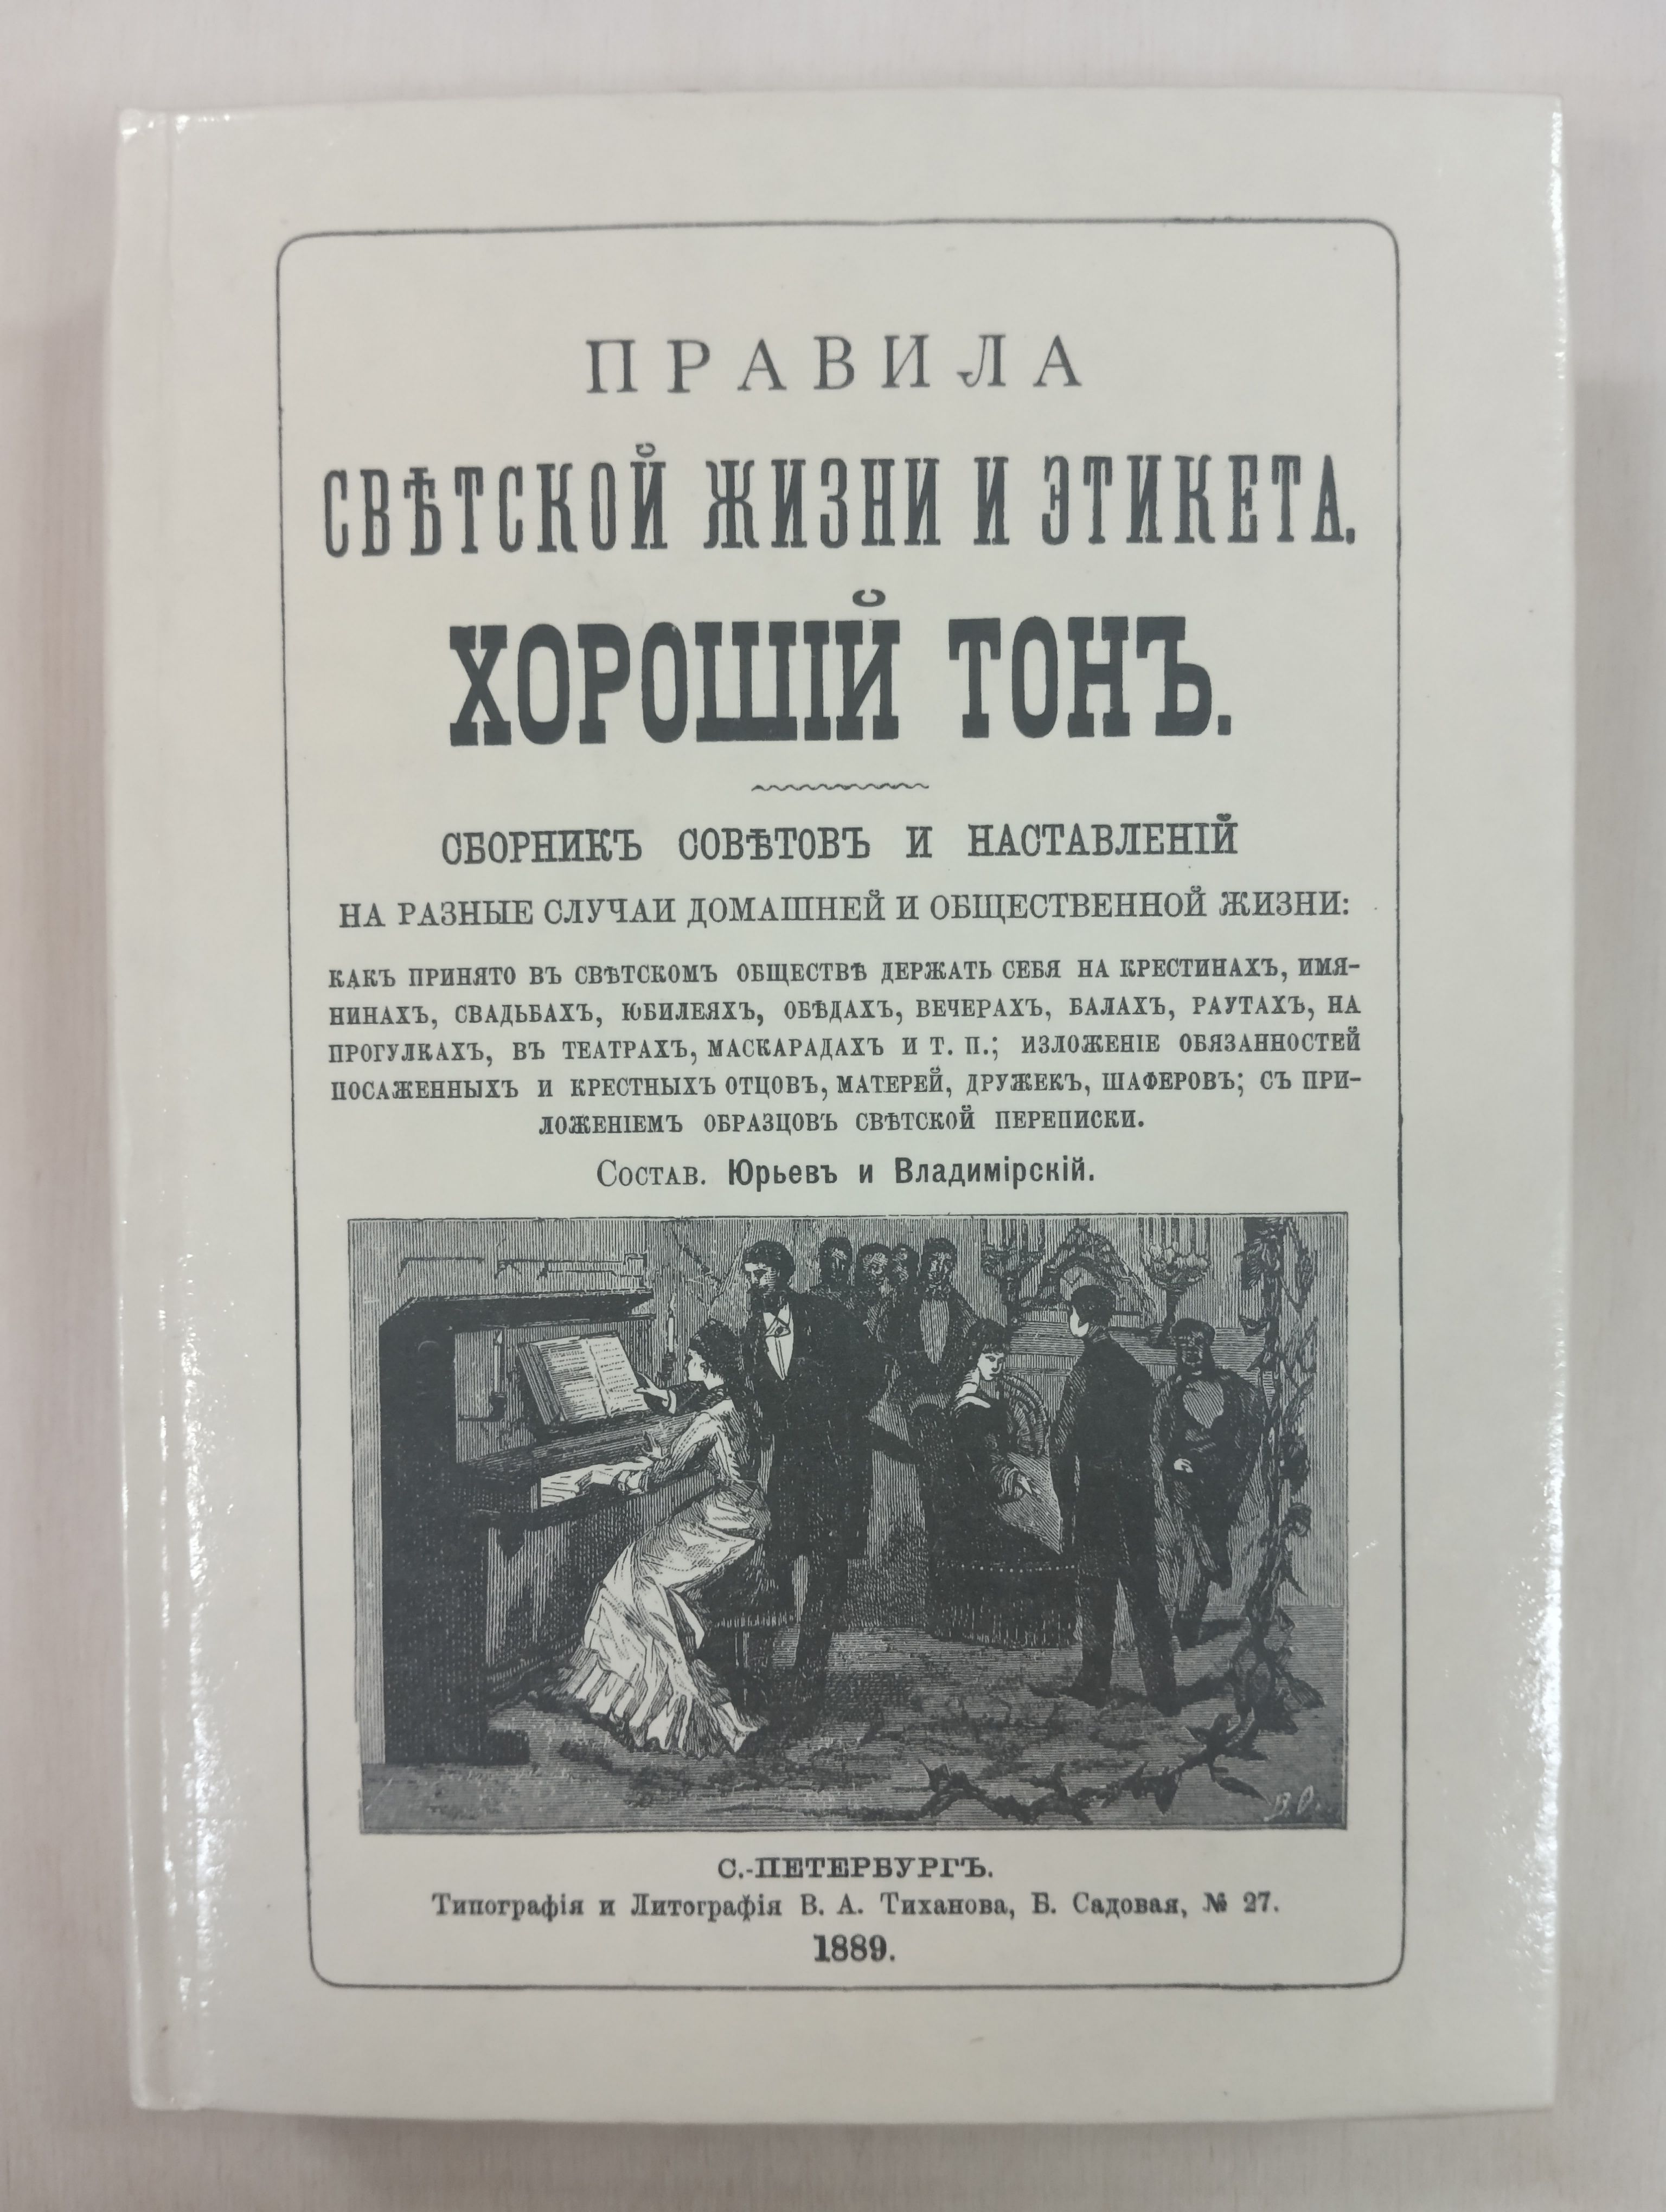 ПРАВИЛА
СВѢТСКОЙ ЖИЗНИ И ЭТИКЕТА.
ХОРОШІЙ ТОНЪ.
СБОРНИКЪ СОВѢТОВЪ И НАСТАВЛЕНІЙ
НА РАЗНЫЕ СЛУЧАИ ДОМАШНЕЙ И ОБЩЕСТВЕННОЙ ЖИЗНИ:
КАКЪ ПРИНЯТО ВЪ СВѢТСКОМЪ ОБЩЕСТВѢ ДЕРЖАТЬ СЕБЯ НА КРЕСТИНАХЪ, ИМЯ-
НИНАХЪ, СВАДЬБАХЪ, ЮБИЛЕЯХЪ, ОБѢДАХЪ, ВЕЧЕРАХЪ, БАЛАХЪ, РАУТАХЪ, НА
ПРОГУЛКАХЪ, ВЪ ТЕАТРАХЪ, МАСКАРАДАХЪ И Т. П.; ИЗЛОЖЕНІЕ ОБЯЗАННОСТЕЙ
ПОСАЖЕННЫХЪ И КРЕСТНЫХЪ ОТЦОВЪ, МАТЕРЕЙ, ДРУЖЕКЪ, ШАФЕРОВЪ; СЪ ПРИ-
ЛОЖЕНІЕМЪ ОБРАЗЦОВЪ СВѢТСКОЙ ПЕРЕПИСКИ.
СОСТАВ. Юрьевъ и Владимірскій.
В. О.
С.-ПЕТЕРБУРГЪ.
Типографія и Литографія В. А. Тиханова, Б. Садовая, № 27.
1889.